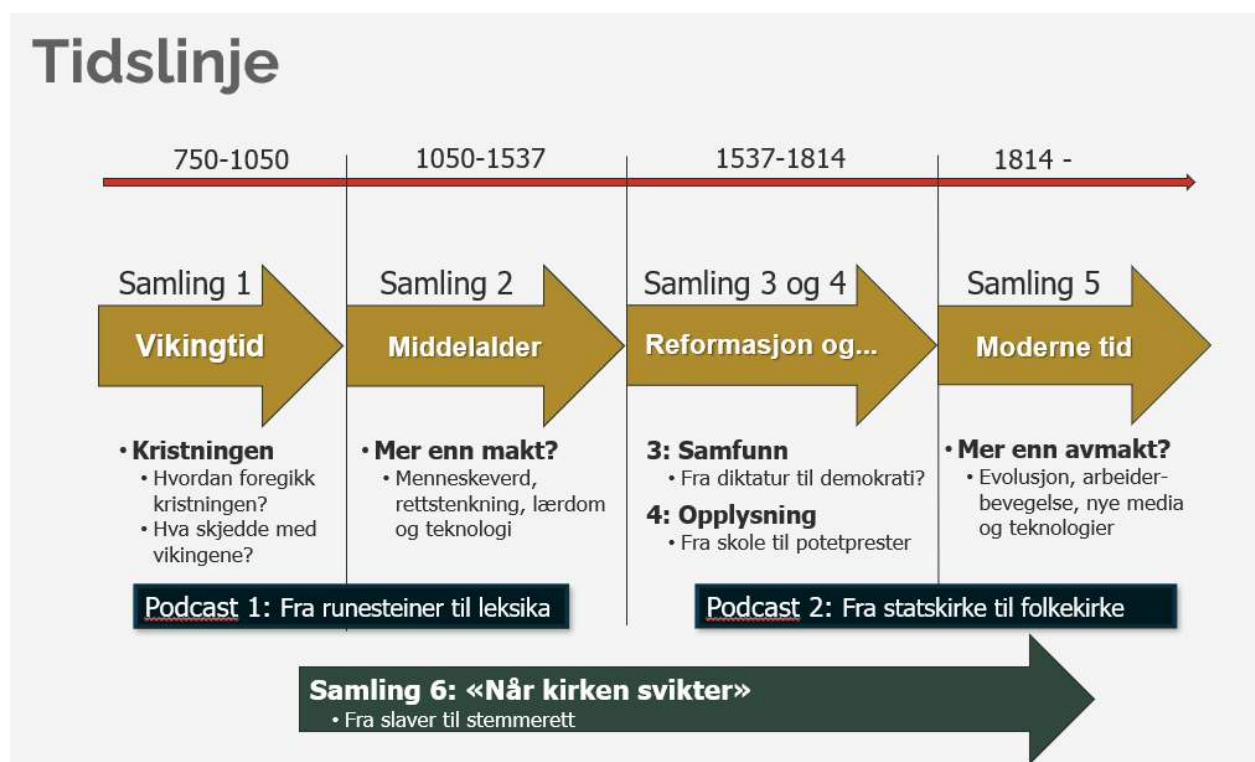 Tidslinje
750-1050
1050-1537
1537-1814
1814 -
Samling 1
Samling 2
Samling 3 og 4
Samling 5
Vikingtid
Middelalder
Reformasjon og...
Moderne tid
• Kristningen
• Hvordan foregikk
kristningen?
• Hva skjedde med
vikingene?
• Mer enn makt?
• Menneskeverd,
rettstenkning, lærdom
og teknologi
3: Samfunn
• Fra diktatur til demokrati?
4: Opplysning
• Fra skole til potetprester
• Mer enn avmakt?
• Evolusjon, arbeider-
bevegelse, nye media
og teknologier
Podcast 1: Fra runesteiner til leksika
Podcast 2: Fra statskirke til folkekirke
Samling 6: «Når kirken svikter»
• Fra slaver til stemmerett